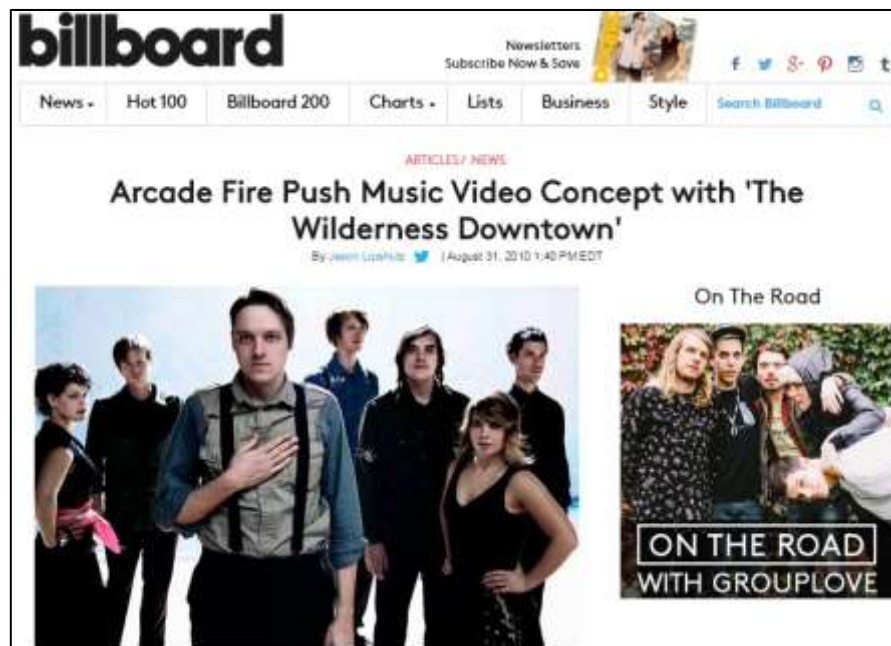 billboard
Newsletters
Subscribe Now & Save
News
Hot 100
Billboard 200
Charts
Lists
Business
Style
Search Billboard
ARTICLES / NEWS
Arcade Fire Push Music Video Concept with 'The
Wilderness Downtown'
By Jason | August 31, 2010 1:40 PM EDT
On The Road
ON THE ROAD
WITH GROUPLOVE